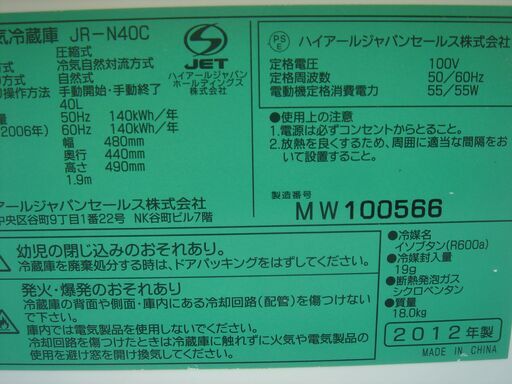 気冷蔵庫 JR-N40C
圧縮式
冷気自然対流方式
式 自然式
操作方法 手動開始・手動終了
40L
量 50Hz 140kWh/年
2006年) 60Hz 140kWh/年
幅 480mm
奥行 440mm
高さ 490mm
1.9m
アールジャパンセールス株式会社
中央区谷町9丁目1番22号 NK谷町ビル7階
S
JET
ハイアールジャパン
ホールディングス
株式会社
PS
E
ハイアールジャパンセールス株式会社
定格電圧 100V
定格周波数 50/60Hz
電動機定格消費電力 55/55W
●使用上の注意
1.電源は必ずコンセントからとること。
2.放熱を良くするため、周囲に適当な間隔をおいて設置すること。
製造番号
MW100566
幼児の閉じ込みのおそれあり。
冷蔵庫を廃棄処分する時は、ドアパッキングをはずしてください。
発火・爆発のおそれあり
冷蔵庫の背面や側面・庫内にある冷却回路(配管)を傷つけない
で下さい。
庫内では電気製品を使用しないでください。
冷却回路を傷つけたときは冷蔵庫に触れずに火気や電気製品の
使用を避け窓を開け換気してください。
●冷媒名
イソブタン(R600a)
●冷媒封入量
19g
●断熱発泡ガス
シクロペンタン
●質量
18.0kg
2012年製
MADE IN CHINA